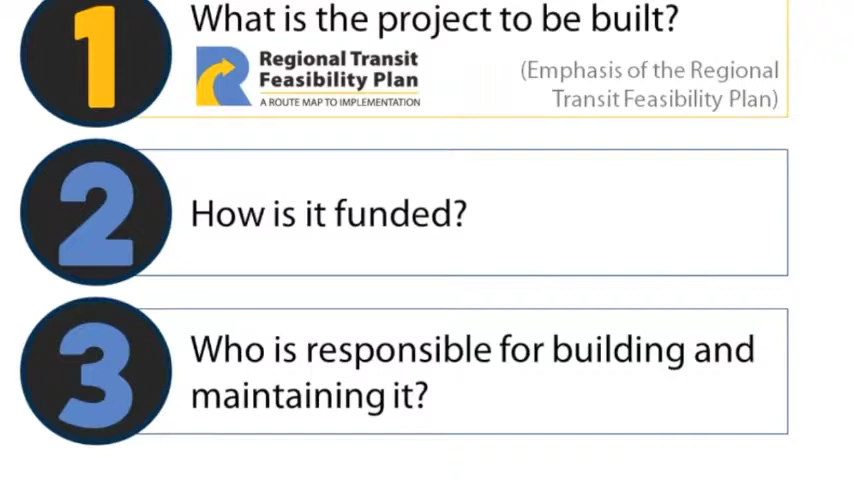 1
What is the project to be built?
Regional Transit
Feasibility Plan
A ROUTE MAP TO IMPLEMENTATION
(Emphasis of the Regional
Transit Feasibility Plan)
2
How is it funded?
3
Who is responsible for building and
maintaining it?